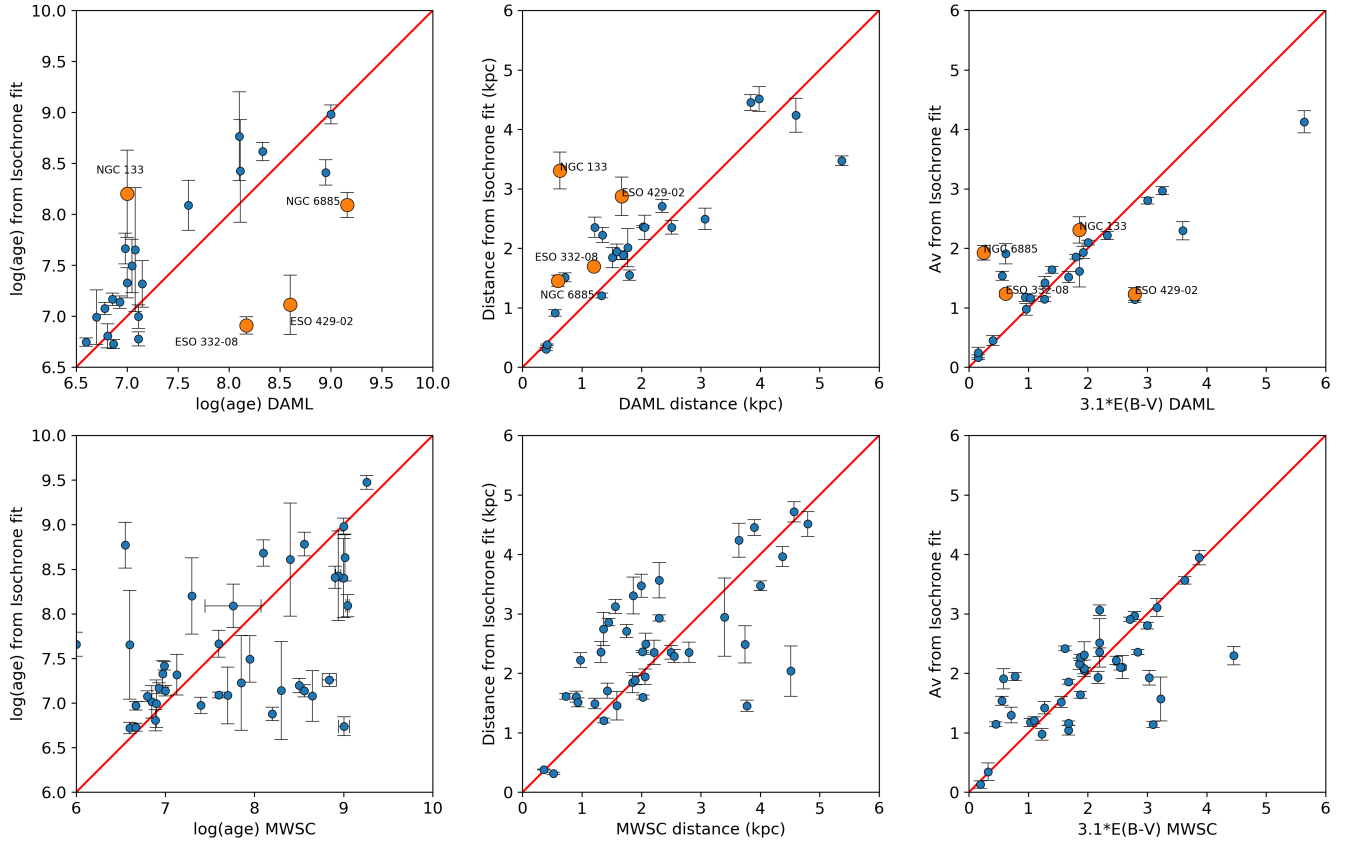 10.0
9.5
9.0
8.5
8.0
7.5
7.0
6.5
log(age) from Isochrone fit
NGC 133
NGC 6885
ESO 429-02
ESO 332-08
6.5 7.0 7.5 8.0 8.5 9.0 9.5 10.0
log(age) DAML
6
5
4
3
2
1
0
Distance from Isochrone fit (kpc)
NGC 133
ESO 429-02
ESO 332-08
NGC 6885
0 1 2 3 4 5 6
DAML distance (kpc)
6
5
4
3
2
1
0
Av from Isochrone fit
NGC 133
NGC 6885
ESO 332-08
ESO 429-02
0 1 2 3 4 5 6
3.1*E(B-V) DAML
10.0
9.5
9.0
8.5
8.0
7.5
7.0
6.5
6.0
log(age) from Isochrone fit
6 7 8 9 10
log(age) MWSC
6
5
4
3
2
1
0
Distance from Isochrone fit (kpc)
0 1 2 3 4 5 6
MWSC distance (kpc)
6
5
4
3
2
1
0
Av from Isochrone fit
0 1 2 3 4 5 6
3.1*E(B-V) MWSC